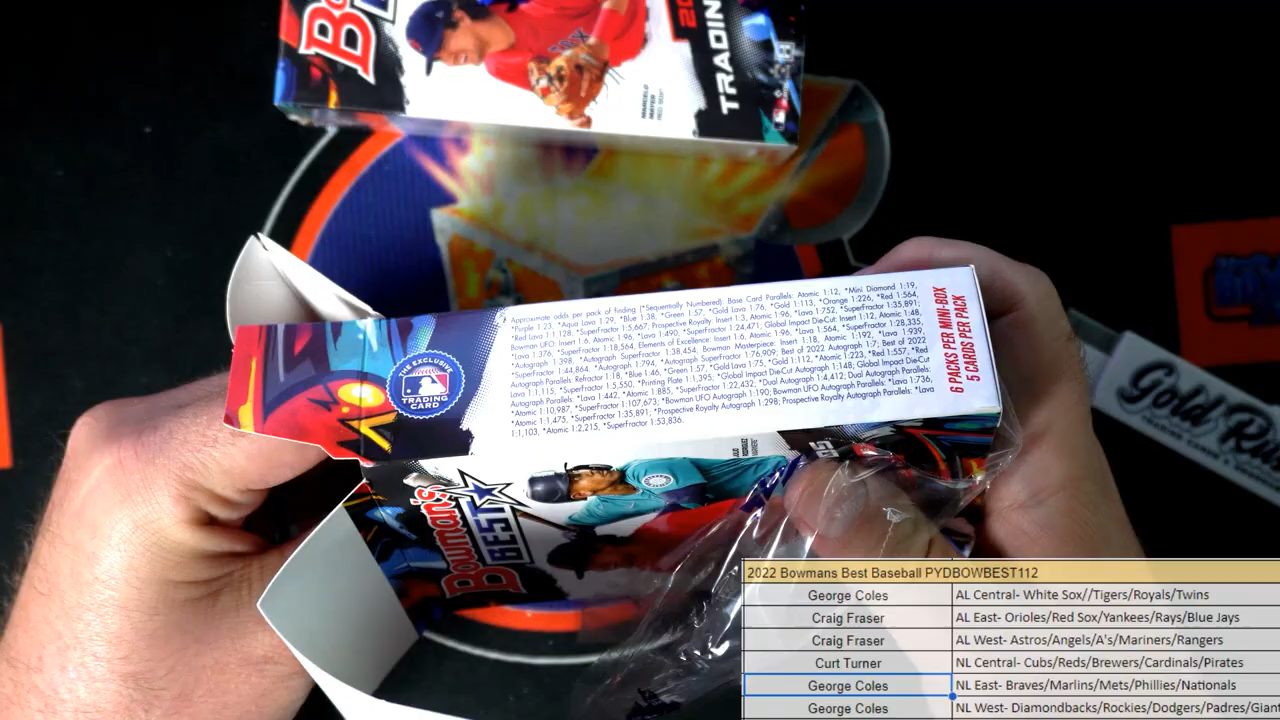 Bowman's
BEST
20
TRADIN
MARCELO
MAYER
RED SOX
THE EXCLUSIVE
TRADING
CARD
Approximate odds per pack of finding (*Sequentially Numbered): Base Card Parallels: Atomic 1:12, *Mini Diamond 1:19,
*Purple 1:23, *Aqua Lava 1:29, *Blue 1:38, *Green 1:57, *Gold Lava 1:76, *Gold 1:113, *Orange 1:226, *Red 1:564,
*Red Lava 1:1,128, *SuperFractor 1:5,667; Prospective Royalty: Insert 1:3, Atomic 1:96, *Lava 1:752, *SuperFractor 1:35,891;
Bowman UFO: Insert 1:6, Atomic 1:96, *Lava 1:490, *SuperFractor 1:24,471; Global Impact Die-Cut: Insert 1:12, Atomic 1:48,
*Lava 1:376, *SuperFractor 1:18,564, Elements of Excellence: Insert 1:6, Atomic 1:96, *Lava 1:564, *SuperFractor 1:28,335,
*Autograph 1:398, *Autograph SuperFractor 1:38,454; Bowman Masterpiece: Insert 1:18, Atomic 1:192, *Lava 1:939,
*SuperFractor 1:44,864, *Autograph 1:794, *Autograph SuperFractor 1:76,909; Best of 2022 Autograph 1:7; Best of 2022
Autograph Parallels: Refractor 1:18, *Blue 1:46, *Green 1:57, *Gold Lava 1:75, *Gold 1:112, *Atomic 1:223, *Red 1:557, *Red
Lava 1:1,115, *SuperFractor 1:5,550, *Printing Plate 1:1,395, *Global Impact Die-Cut Autograph 1:148; Global Impact Die-Cut
Autograph Parallels: *Lava 1:442, *Atomic 1:885, *SuperFractor 1:22,432; *Dual Autograph 1:4,412; Dual Autograph Parallels:
*Atomic 1:10,987, *SuperFractor 1:107,673; *Bowman UFO Autograph 1:190; Bowman UFO Autograph Parallels: *Lava 1:736,
*Atomic 1:1,475, *SuperFractor 1:35,891, *Prospective Royalty Autograph 1:298; Prospective Royalty Autograph Parallels: *Lava
1:1,103, *Atomic 1:2,215, *SuperFractor 1:53,836.
6 PACKS PER MINI-BOX
5 CARDS PER PACK
Bowman's
BEST
Gold
2022 Bowmans Best Baseball PYDBOWBEST112
George Coles AL Central- White Sox//Tigers/Royals/Twins
Craig Fraser AL East- Orioles/Red Sox/Yankees/Rays/Blue Jays
Craig Fraser AL West- Astros/Angels/A's/Mariners/Rangers
Curt Turner NL Central- Cubs/Reds/Brewers/Cardinals/Pirates
George Coles NL East- Braves/Marlins/Mets/Phillies/Nationals
George Coles NL West- Diamondbacks/Rockies/Dodgers/Padres/Giant